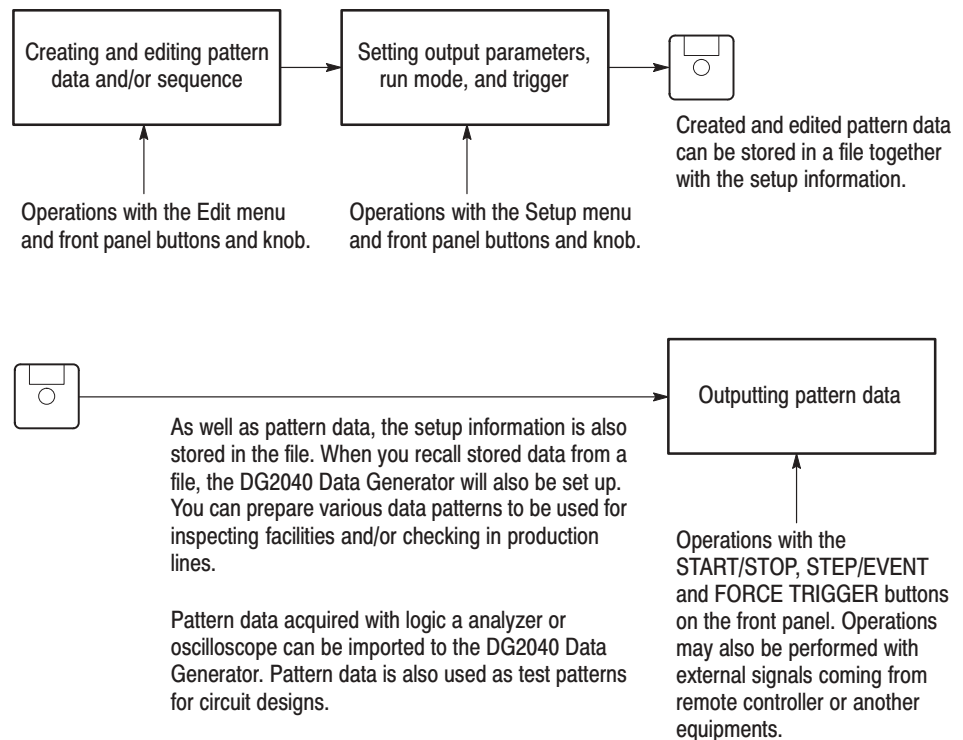 Creating and editing pattern
data and/or sequence
Setting output parameters,
run mode, and trigger
Created and edited pattern data
can be stored in a file together
with the setup information.
Operations with the Edit menu
and front panel buttons and knob.
Operations with the Setup menu
and front panel buttons and knob.
Outputting pattern data
As well as pattern data, the setup information is also
stored in the file. When you recall stored data from a
file, the DG2040 Data Generator will also be set up.
You can prepare various data patterns to be used for
inspecting facilities and/or checking in production
lines.
Pattern data acquired with logic a analyzer or
oscilloscope can be imported to the DG2040 Data
Generator. Pattern data is also used as test patterns
for circuit designs.
Operations with the
START/STOP, STEP/EVENT
and FORCE TRIGGER buttons
on the front panel. Operations
may also be performed with
external signals coming from
remote controller or another
equipments.